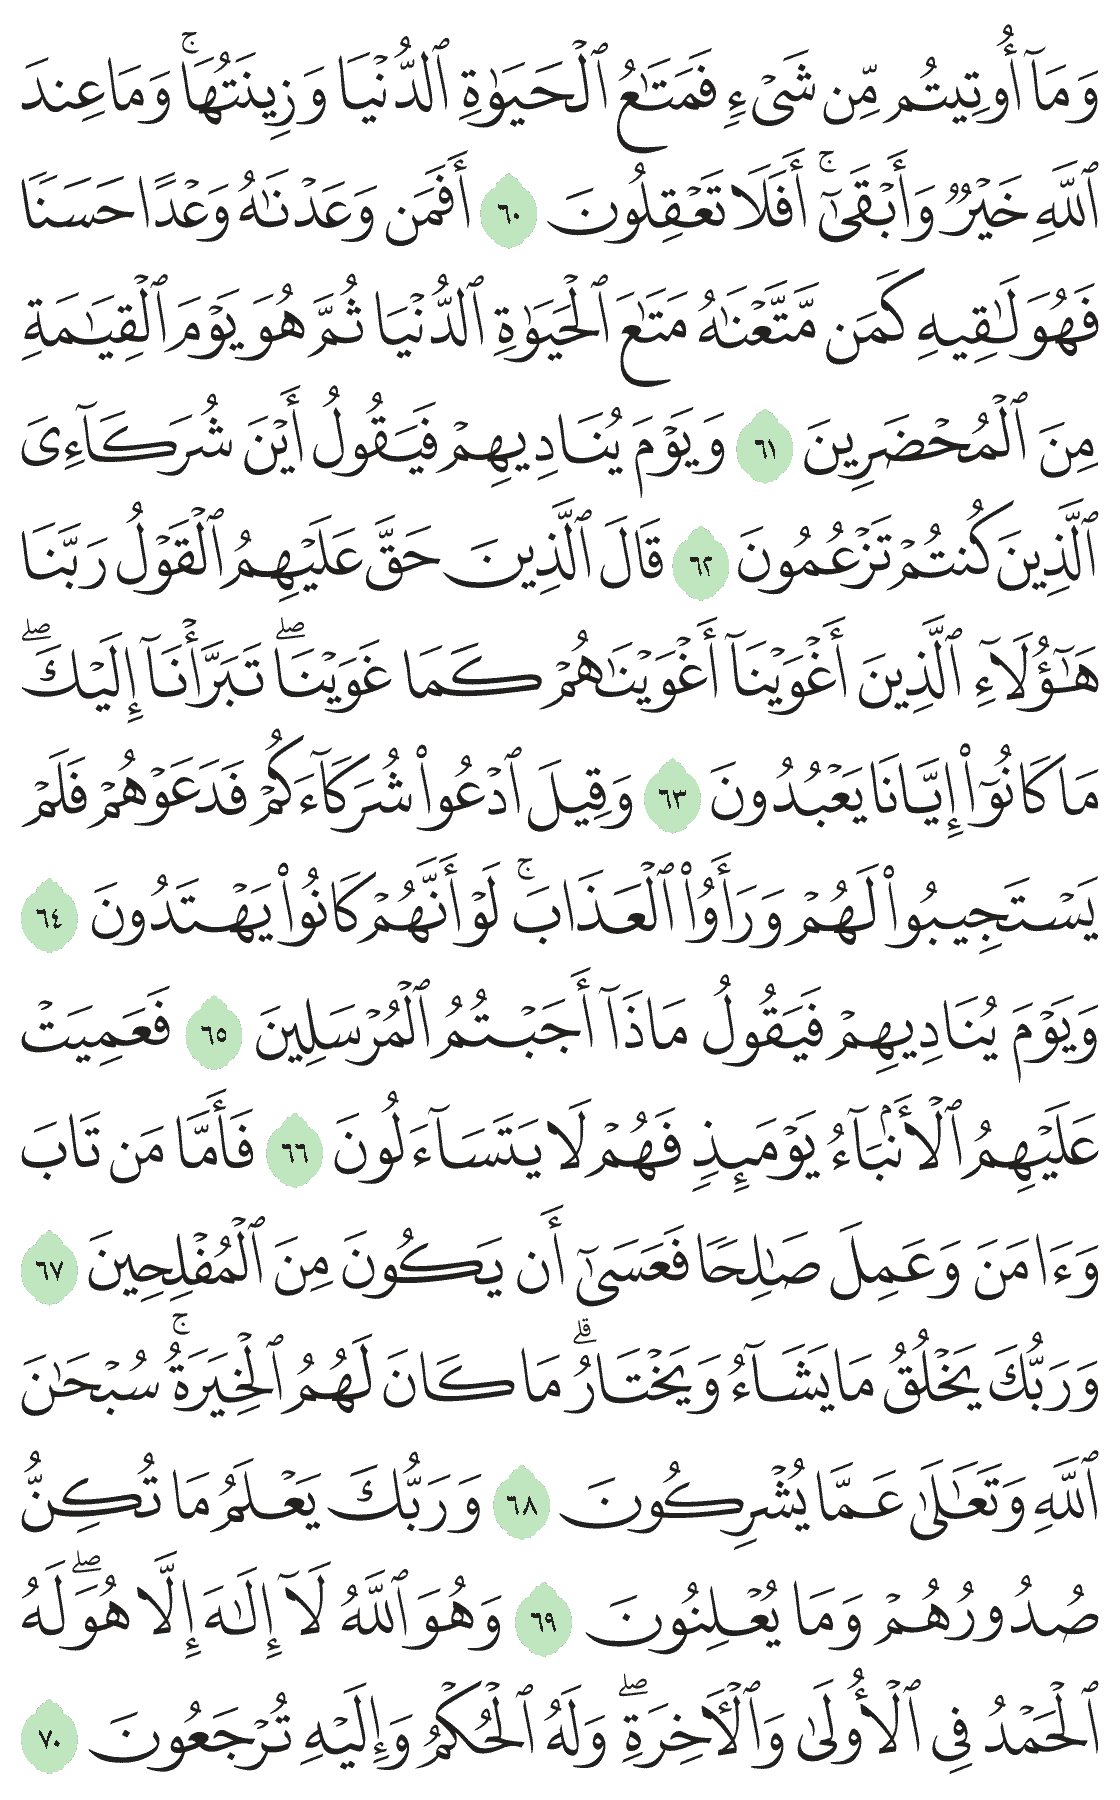 وَمَآ أُوتِيتُم مِّن شَىْءٍ فَمَتَـٰعُ ٱلْحَيَوٰةِ ٱلدُّنْيَا وَزِينَتُهَا ۚ وَمَا عِندَ
ٱللَّهِ خَيْرٌ وَأَبْقَىٰٓ ۚ أَفَلَا تَعْقِلُونَ ٦٠ أَفَمَن وَعَدْنَـٰهُ وَعْدًا حَسَنًا
فَهُوَ لَـٰقِيهِ كَمَن مَّتَّعْنَـٰهُ مَتَـٰعَ ٱلْحَيَوٰةِ ٱلدُّنْيَا ثُمَّ هُوَ يَوْمَ ٱلْقِيَـٰمَةِ
مِنَ ٱلْمُحْضَرِينَ ٦١ وَيَوْمَ يُنَادِيهِمْ فَيَقُولُ أَيْنَ شُرَكَآءِىَ
ٱلَّذِينَ كُنتُمْ تَزْعُمُونَ ٦٢ قَالَ ٱلَّذِينَ حَقَّ عَلَيْهِمُ ٱلْقَوْلُ رَبَّنَا
هَـٰٓؤُلَآءِ ٱلَّذِينَ أَغْوَيْنَآ أَغْوَيْنَـٰهُمْ كَمَا غَوَيْنَا ۖ تَبَرَّأْنَآ إِلَيْكَ ۖ
مَا كَانُوٓا۟ إِيَّانَا يَعْبُدُونَ ٦٣ وَقِيلَ ٱدْعُوا۟ شُرَكَآءَكُمْ فَدَعَوْهُمْ فَلَمْ
يَسْتَجِيبُوا۟ لَهُمْ وَرَأَوُا۟ ٱلْعَذَابَ ۚ لَوْ أَنَّهُمْ كَانُوا۟ يَهْتَدُونَ ٦٤
وَيَوْمَ يُنَادِيهِمْ فَيَقُولُ مَاذَآ أَجَبْتُمُ ٱلْمُرْسَلِينَ ٦٥ فَعَمِيَتْ
عَلَيْهِمُ ٱلْأَنۢبَآءُ يَوْمَئِذٍ فَهُمْ لَا يَتَسَآءَلُونَ ٦٦ فَأَمَّا مَن تَابَ
وَءَامَنَ وَعَمِلَ صَـٰلِحًا فَعَسَىٰٓ أَن يَكُونَ مِنَ ٱلْمُفْلِحِينَ ٦٧
وَرَبُّكَ يَخْلُقُ مَا يَشَآءُ وَيَخْتَارُ ۗ مَا كَانَ لَهُمُ ٱلْخِيَرَةُ ۚ سُبْحَـٰنَ
ٱللَّهِ وَتَعَـٰلَىٰ عَمَّا يُشْرِكُونَ ٦٨ وَرَبُّكَ يَعْلَمُ مَا تُكِنُّ
صُدُورُهُمْ وَمَا يُعْلِنُونَ ٦٩ وَهُوَ ٱللَّهُ لَآ إِلَـٰهَ إِلَّا هُوَ ۖ لَهُ
ٱلْحَمْدُ فِى ٱلْأُولَىٰ وَٱلْـَٔاخِرَةِ ۖ وَلَهُ ٱلْحُكْمُ وَإِلَيْهِ تُرْجَعُونَ ٧٠